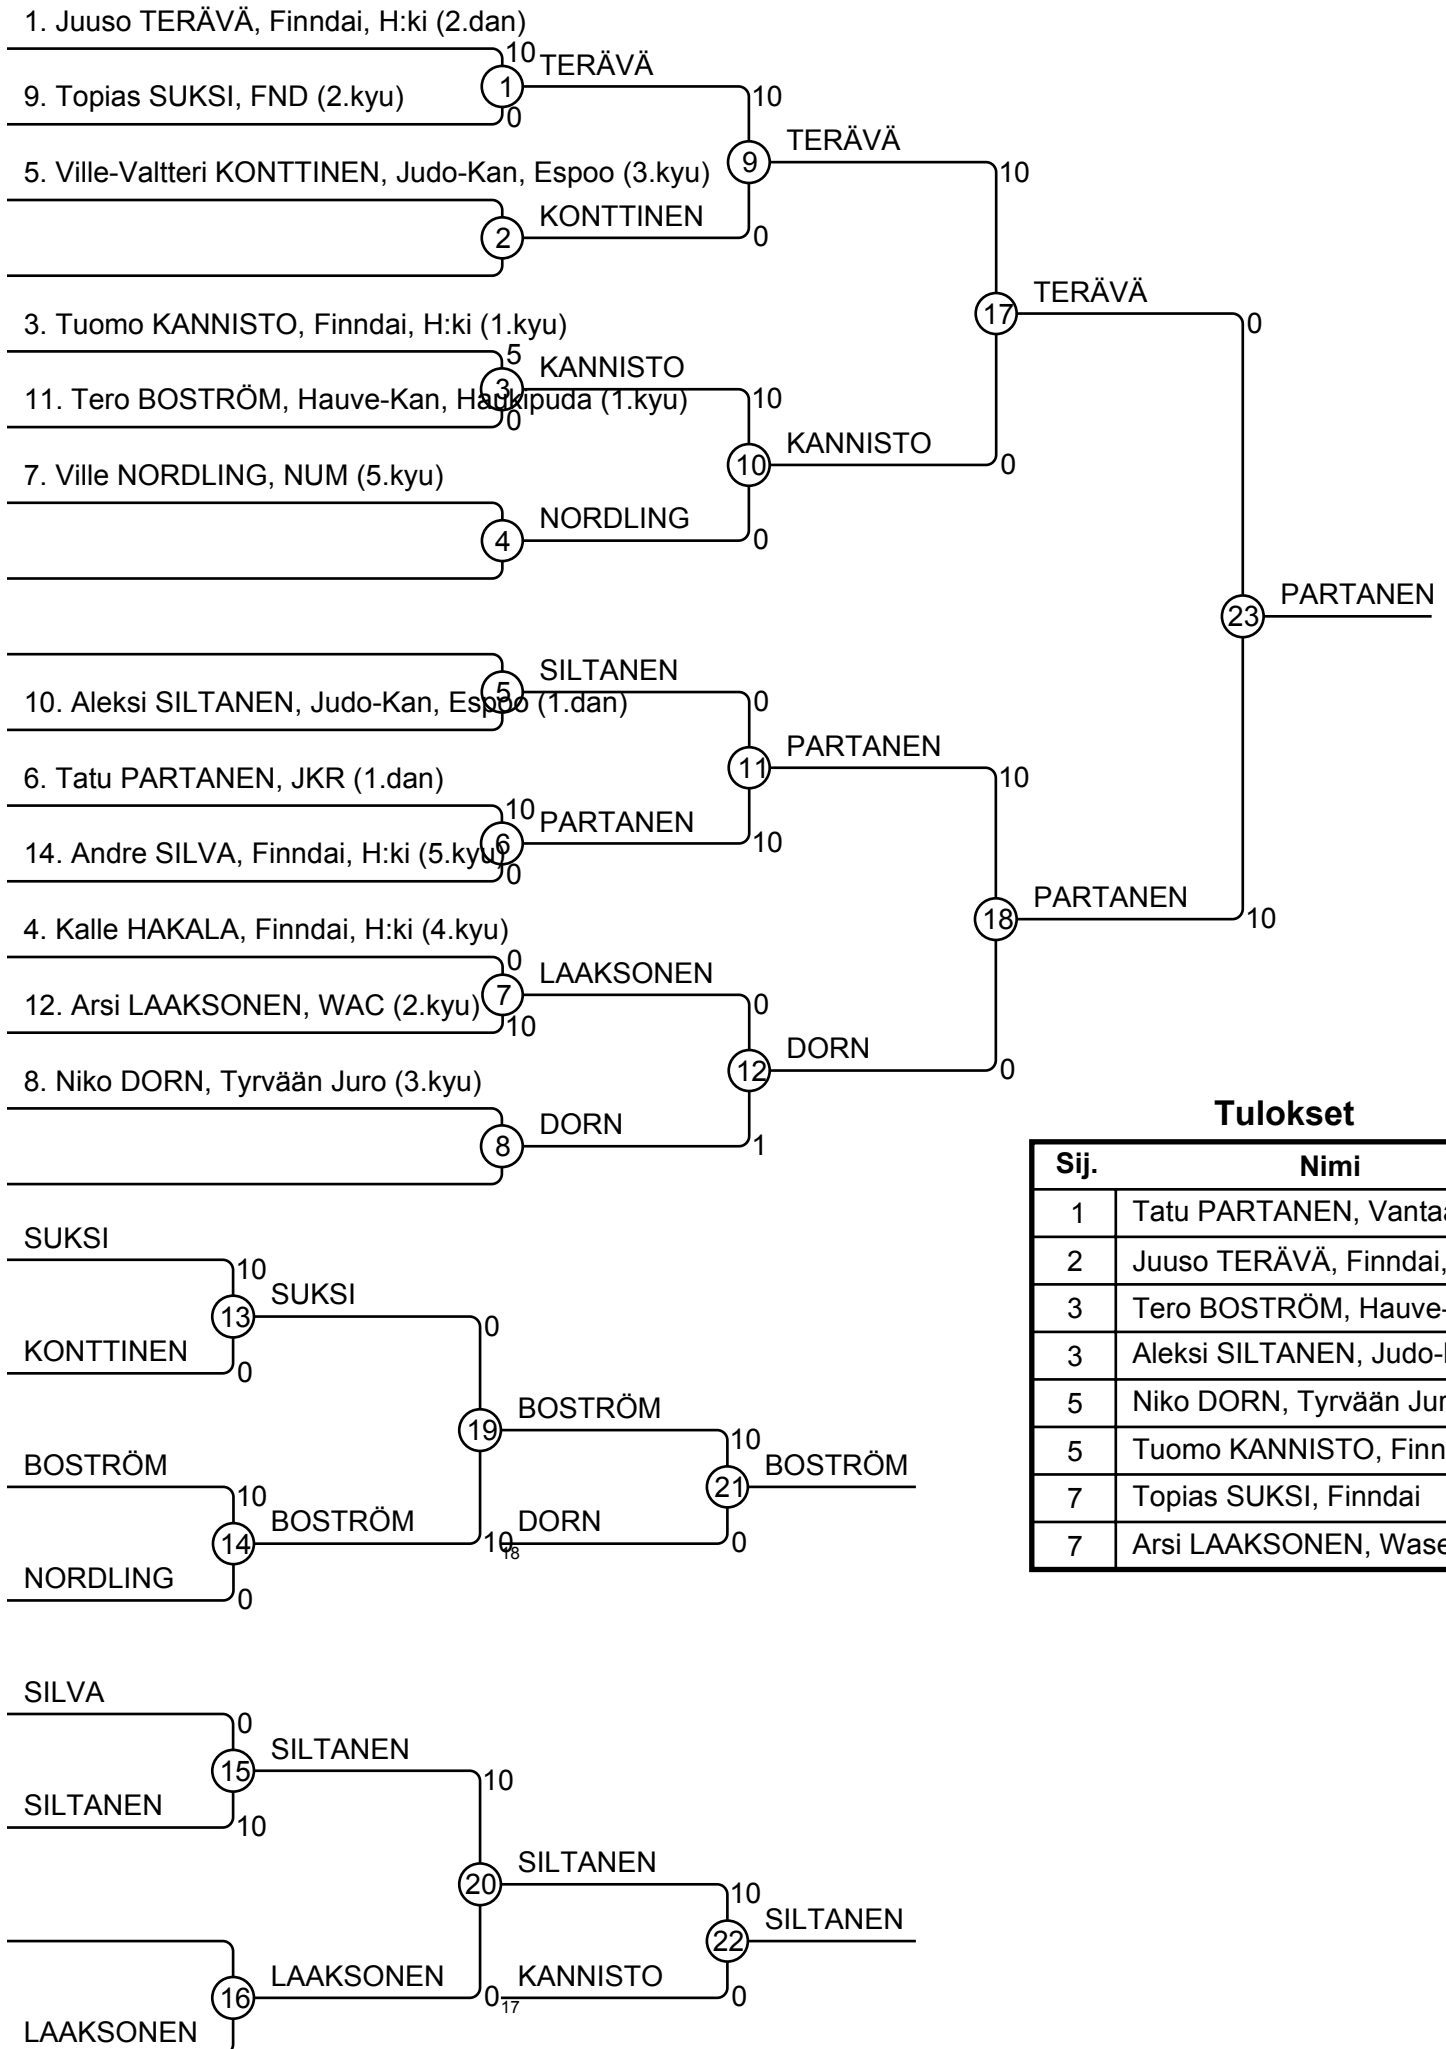 1. Juuso TERÄVÄ, Finndai, H:ki (2.dan)
10
TERÄVÄ
1
9. Topias SUKSI, FND (2.kyu)
0
10
TERÄVÄ
9
5. Ville-Valtteri KONTTINEN, Judo-Kan, Espoo (3.kyu)
10
KONTTINEN
2
0
TERÄVÄ
17
0
3. Tuomo KANNISTO, Finndai, H:ki (1.kyu)
5
KANNISTO
3
11. Tero BOSTRÖM, Hauve-Kan, Haukipuda (1.kyu)
0
10
KANNISTO
10
0
7. Ville NORDLING, NUM (5.kyu)
NORDLING
4
0
PARTANEN
23
SILTANEN
5
10. Aleksi SILTANEN, Judo-Kan, Espoo (1.dan)
0
PARTANEN
11
10
6. Tatu PARTANEN, JKR (1.dan)
10
PARTANEN
6
10
14. Andre SILVA, Finndai, H:ki (5.kyu)
0
PARTANEN
18
10
4. Kalle HAKALA, Finndai, H:ki (4.kyu)
0
LAAKSONEN
7
12. Arsi LAAKSONEN, WAC (2.kyu)
10
0
DORN
12
0
8. Niko DORN, Tyrvään Juro (3.kyu)
DORN
8
1
Tulokset
Sij. Nimi
1 Tatu PARTANEN, Vantaa
2 Juuso TERÄVÄ, Finndai,
3 Tero BOSTRÖM, Hauve-
3 Aleksi SILTANEN, Judo-
5 Niko DORN, Tyrvään Jur
5 Tuomo KANNISTO, Finn
7 Topias SUKSI, Finndai
7 Arsi LAAKSONEN, Wase
SUKSI
10
SUKSI
13
0
KONTTINEN
0
BOSTRÖM
19
10
BOSTRÖM
21
BOSTRÖM
10
BOSTRÖM
14
10
18
DORN
0
NORDLING
0
SILVA
0
SILTANEN
15
10
SILTANEN
10
SILTANEN
20
10
SILTANEN
22
LAAKSONEN
16
0
17
KANNISTO
0
LAAKSONEN